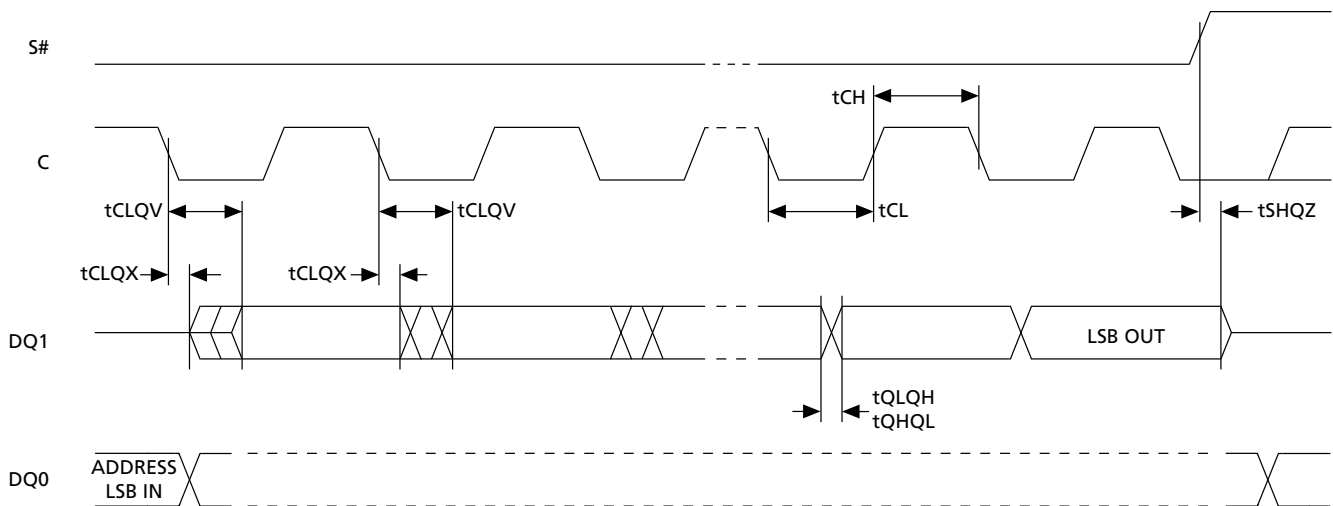 S#
tCH
C
tCLQV
tCLQV
tCL
tSHQZ
tCLQX
tCLQX
DQ1
LSB OUT
tQLQH
tQHQL
DQ0
ADDRESS
LSB IN